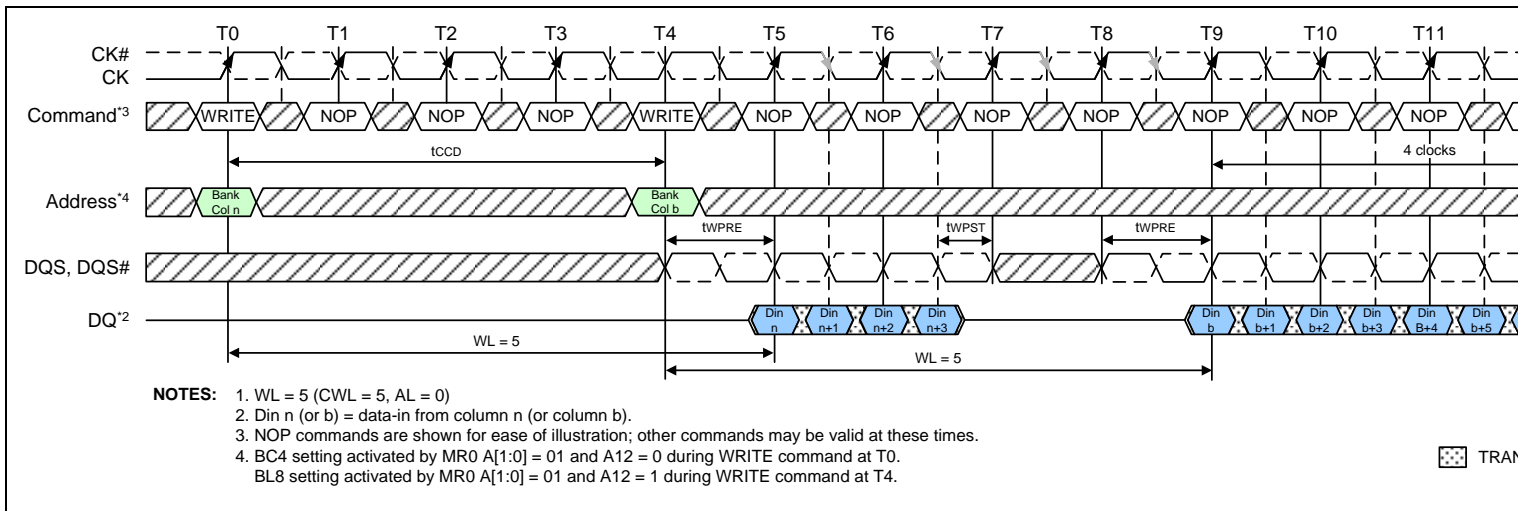 T0 T1 T2 T3 T4 T5 T6 T7 T8 T9 T10 T11
CK#
CK
Command*3 WRITE NOP NOP NOP WRITE NOP NOP NOP NOP NOP NOP NOP
tCCD 4 clocks
Address*4 Bank Col n Bank Col b
tWPRE tWPST tWPRE
DQS, DQS#
DQ*2 Din n Din n+1 Din n+2 Din n+3 Din b Din b+1 Din b+2 Din b+3 Din B+4 Din b+5
WL = 5
WL = 5
NOTES: 1. WL = 5 (CWL = 5, AL = 0)
2. Din n (or b) = data-in from column n (or column b).
3. NOP commands are shown for ease of illustration; other commands may be valid at these times.
4. BC4 setting activated by MR0 A[1:0] = 01 and A12 = 0 during WRITE command at T0.
BL8 setting activated by MR0 A[1:0] = 01 and A12 = 1 during WRITE command at T4.
TRAN